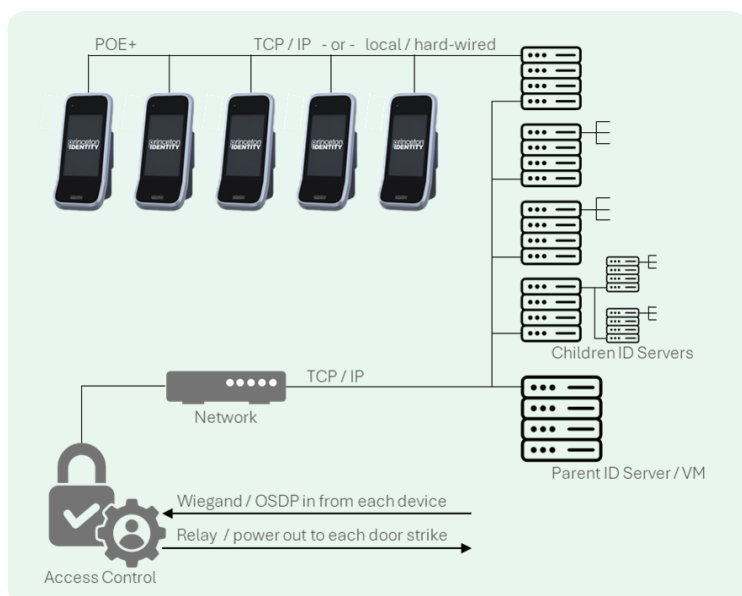 POE+
TCP / IP - or - local / hard-wired
Princeton
IDENTITY
Princeton
IDENTITY
Princeton
IDENTITY
Princeton
IDENTITY
Princeton
IDENTITY
Children ID Servers
TCP / IP
Network
Parent ID Server / VM
Wiegand / OSDP in from each device
Relay / power out to each door strike
Access Control